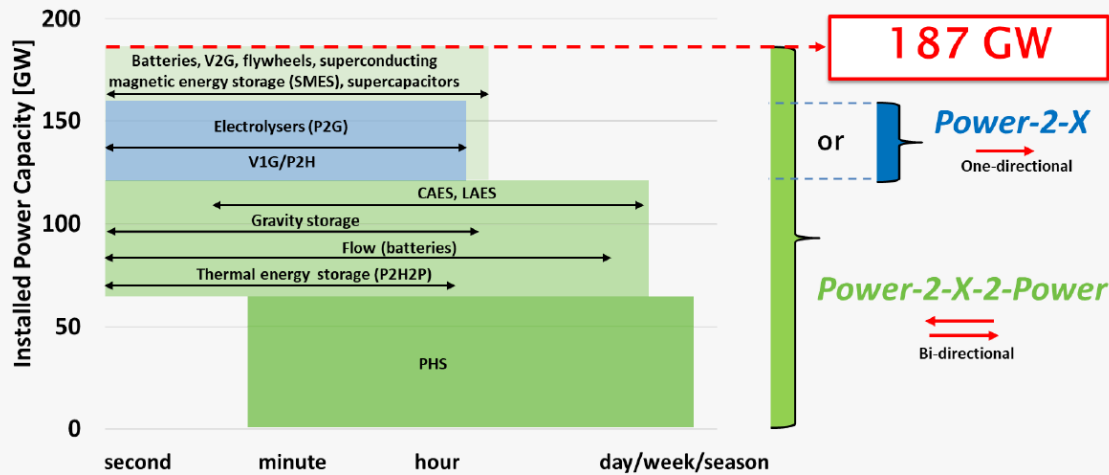 Installed Power Capacity [GW]
200
150
100
50
0
Batteries, V2G, flywheels, superconducting
magnetic energy storage (SMES), supercapacitors
Electrolysers (P2G)
V1G/P2H
CAES, LAES
Gravity storage
Flow (batteries)
Thermal energy storage (P2H2P)
PHS
second
minute
hour
day/week/season
187 GW
or
Power-2-X
One-directional
Power-2-X-2-Power
Bi-directional